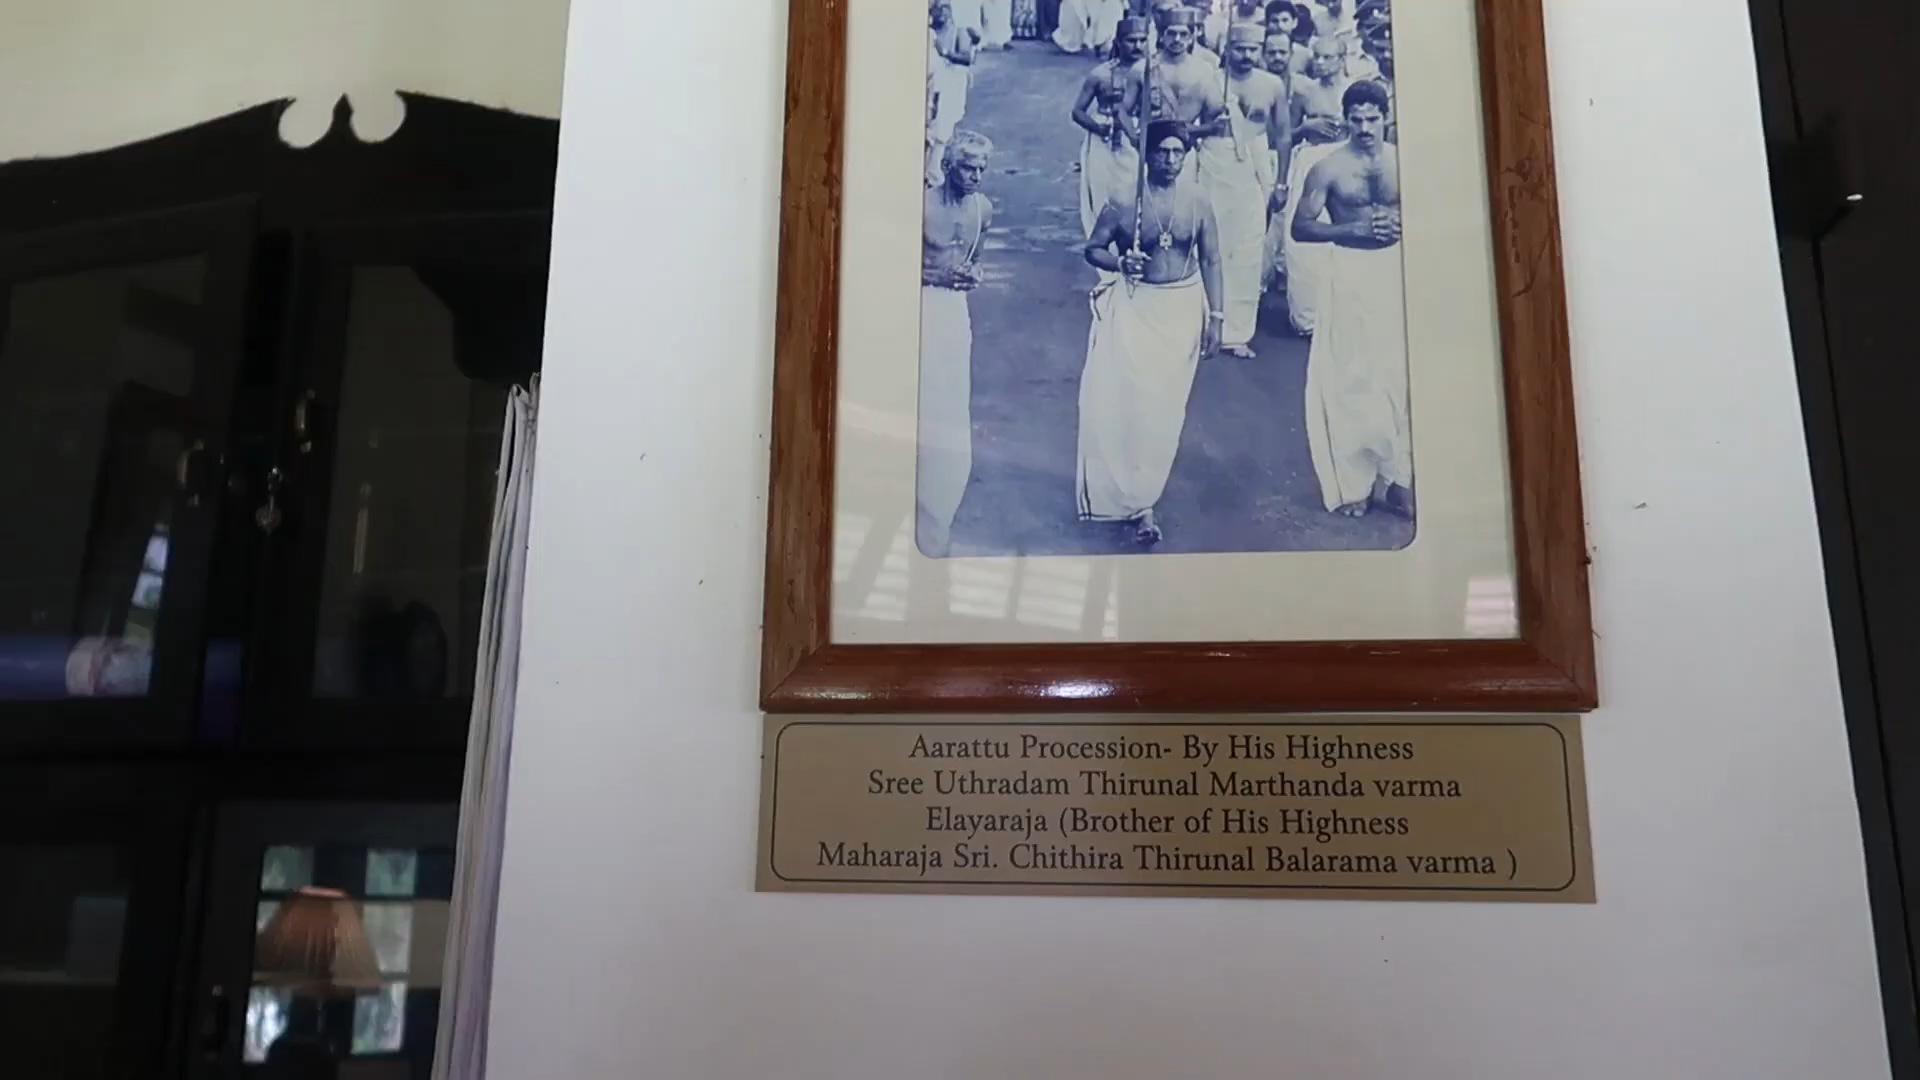 Aarattu Procession- By His Highness
Sree Uthradam Thirunal Marthanda varma
Elayaraja (Brother of His Highness
Maharaja Sri. Chithira Thirunal Balarama varma )